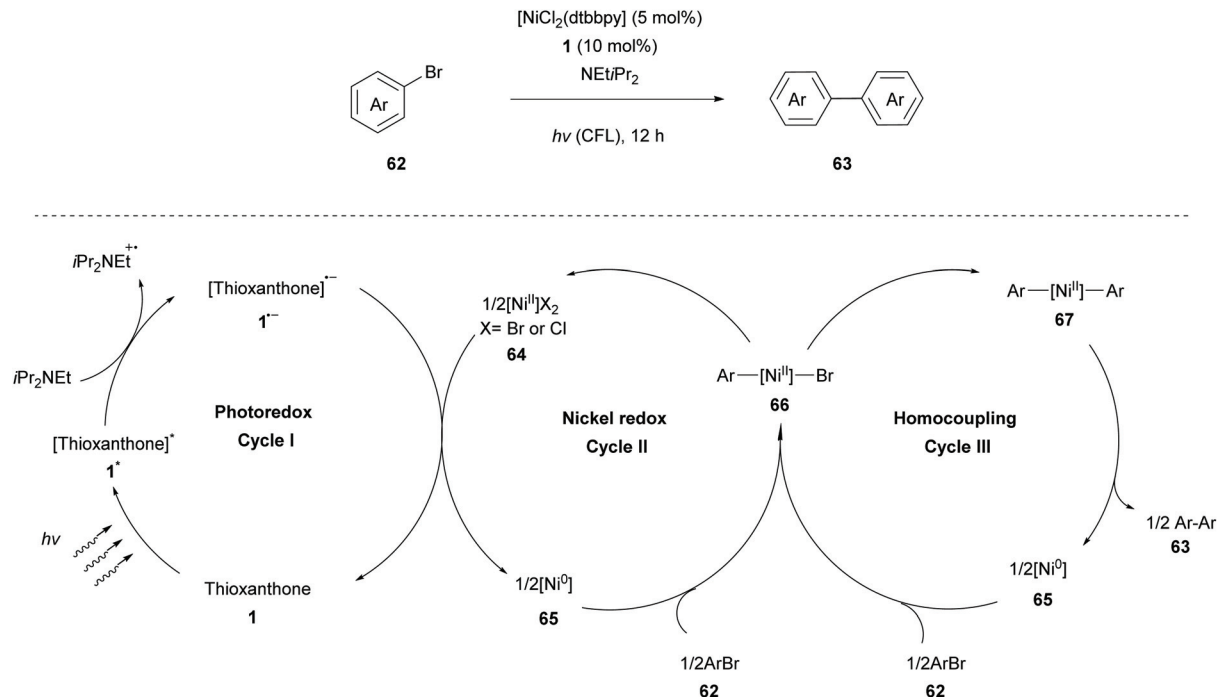 [NiCl₂(dtbbpy] (5 mol%)
1 (10 mol%)
NEtiPr₂
hv (CFL), 12 h
Br
Ar
62
Ar
Ar
63
iPr₂NEt⁺•
[Thioxanthone]•−
1•−
iPr₂NEt
[Thioxanthone]*
1*
hv
Thioxanthone
1
Photoredox
Cycle I
1/2[Niᴵᴵ]X₂
X= Br or Cl
64
Nickel redox
Cycle II
1/2[Ni⁰]
65
1/2ArBr
62
Ar—[Niᴵᴵ]—Br
66
Homocoupling
Cycle III
Ar—[Niᴵᴵ]—Ar
67
1/2 Ar-Ar
63
1/2[Ni⁰]
65
1/2ArBr
62